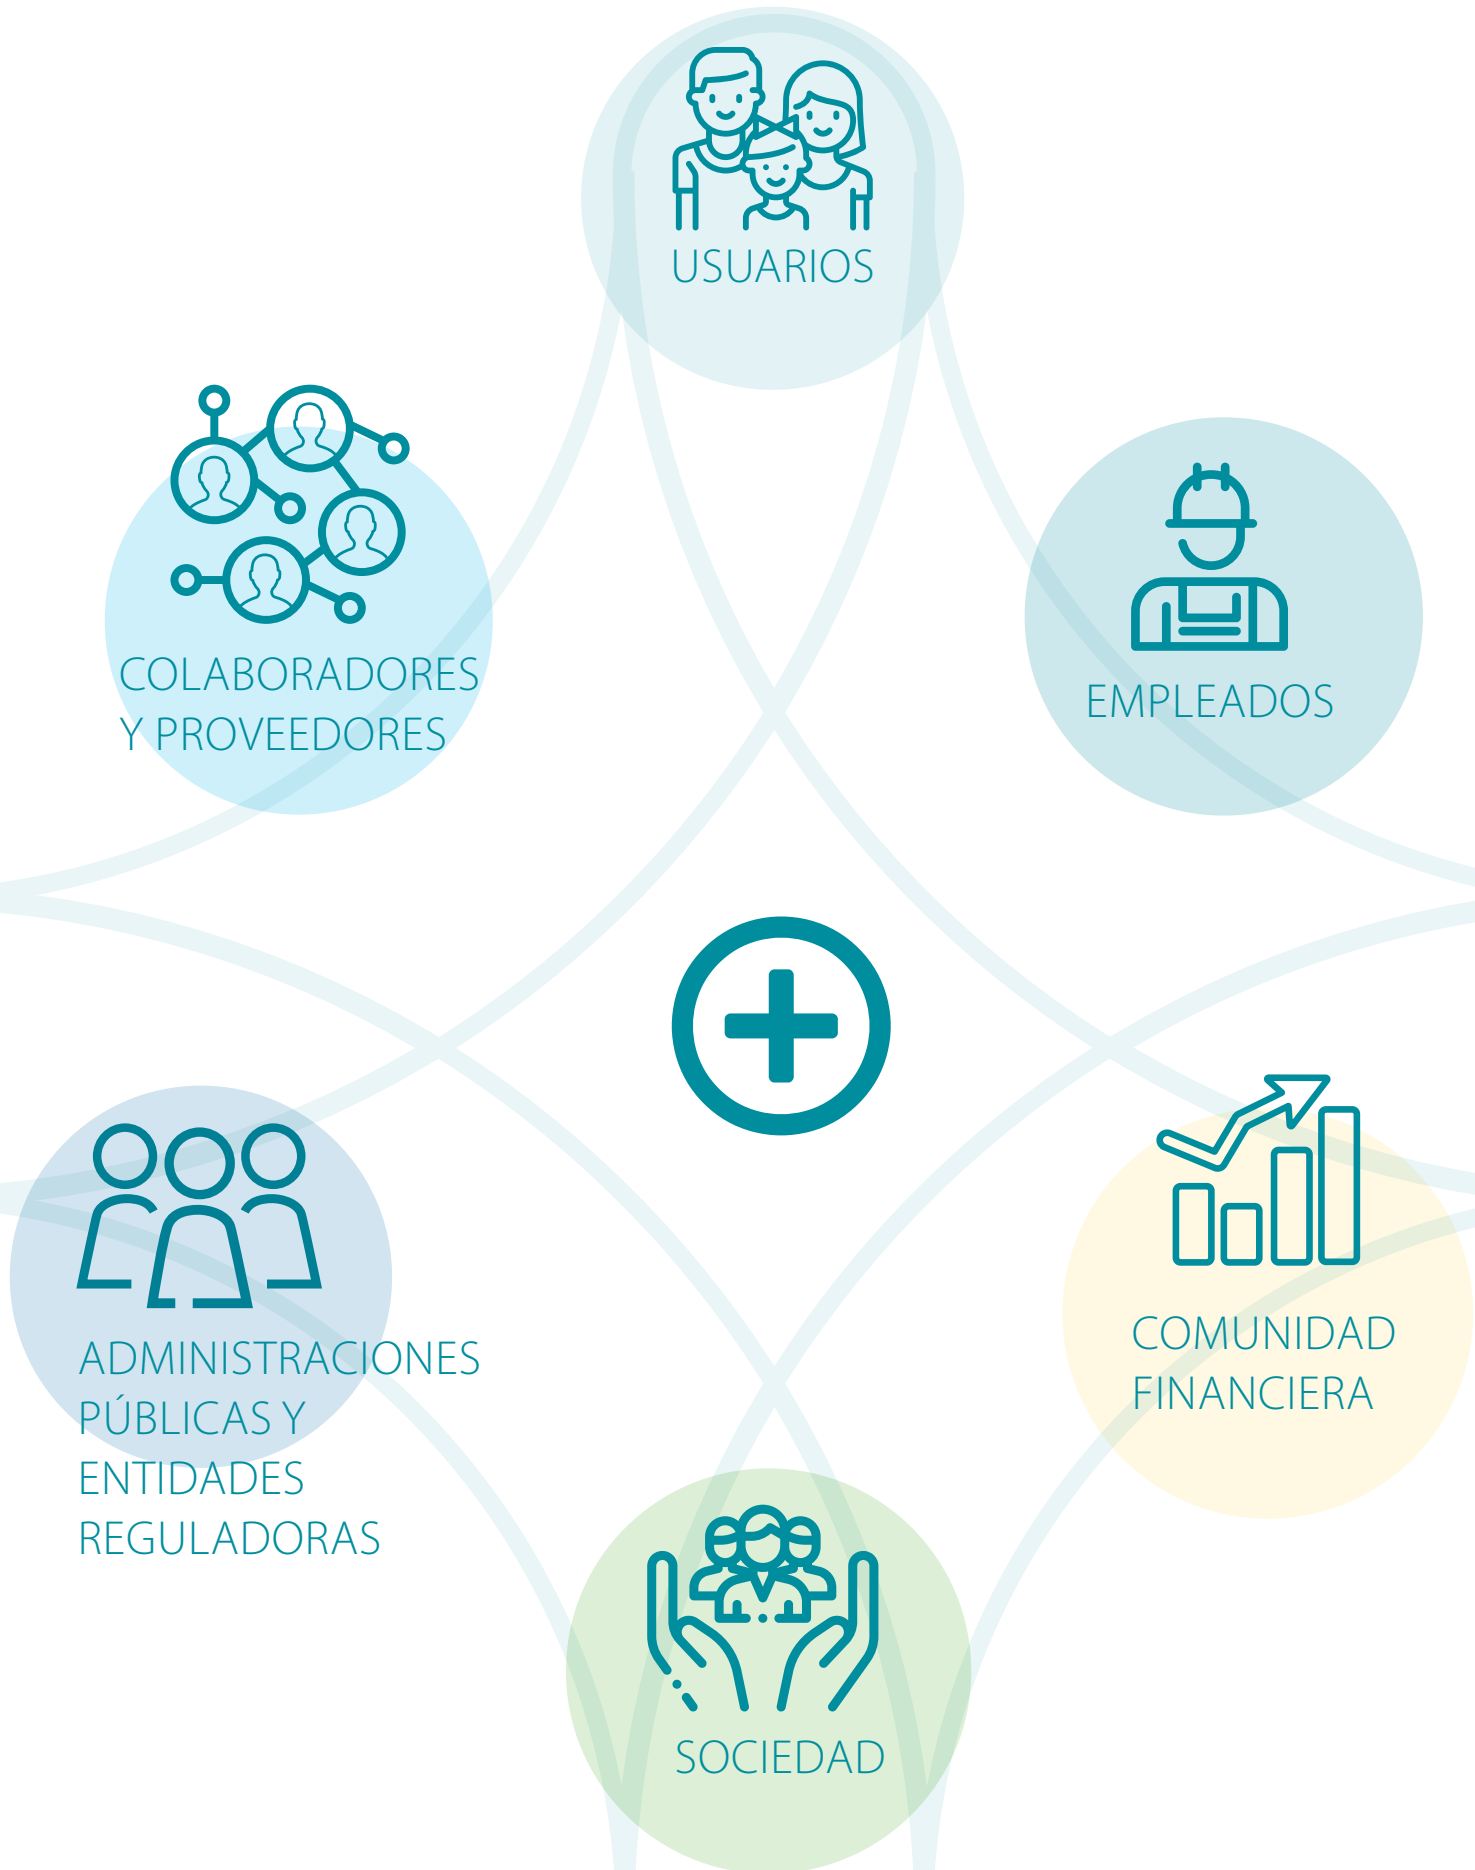 USUARIOS
COLABORADORES
Y PROVEEDORES
EMPLEADOS
ADMINISTRACIONES
PÚBLICAS Y
ENTIDADES
REGULADORAS
COMUNIDAD
FINANCIERA
SOCIEDAD